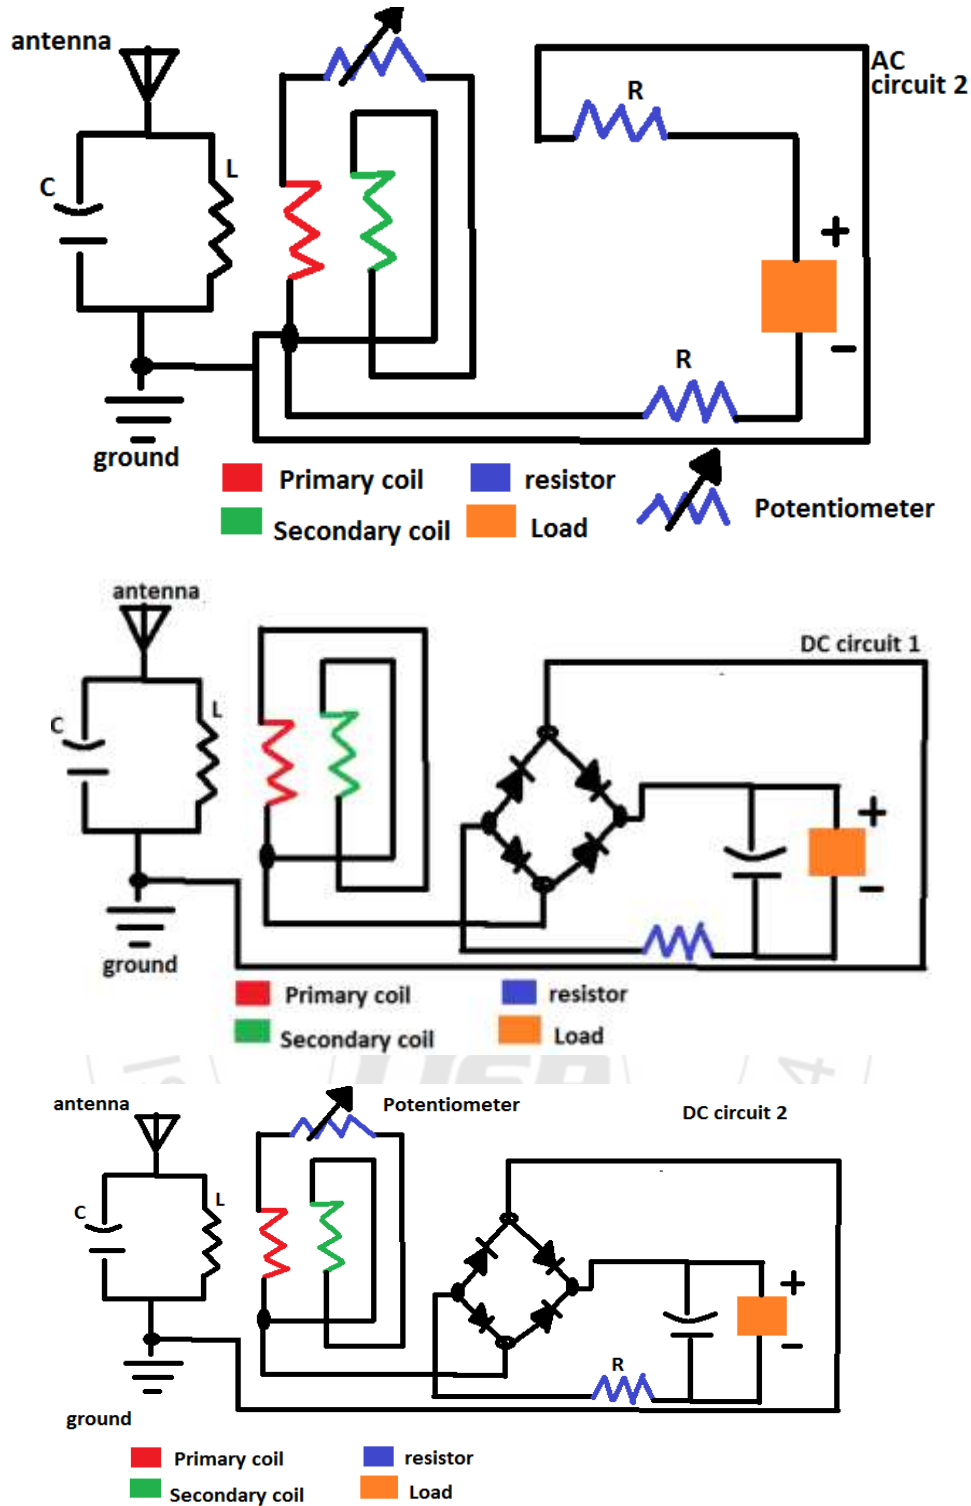 antenna
AC
circuit 2
R
L
C
+
−
R
ground
Primary coil
resistor
Secondary coil
Load
Potentiometer
antenna
DC circuit 1
C
L
+
−
ground
Primary coil
resistor
Secondary coil
Load
antenna
Potentiometer
DC circuit 2
C
L
+
−
R
ground
Primary coil
resistor
Secondary coil
Load